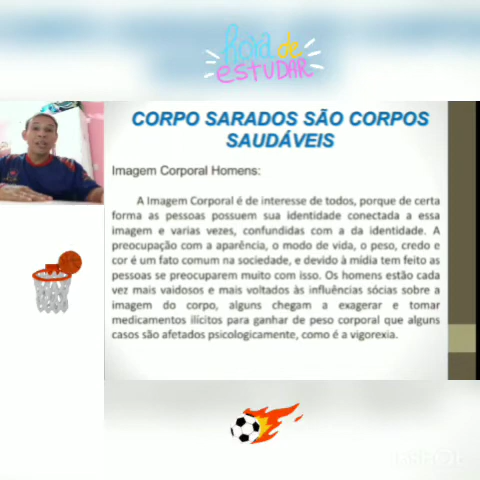 Hora de
ESTUDAR
CORPO SARADOS SÃO CORPOS
SAUDÁVEIS
Imagem Corporal Homens:
A Imagem Corporal é de interesse de todos, porque de certa
forma as pessoas possuem sua identidade conectada a essa
imagem e varias vezes, confundidas com a da identidade. A
preocupação com a aparência, o modo de vida, o peso, credo e
cor é um fato comum na sociedade, e devido à mídia tem feito as
pessoas se preocuparem muito com isso. Os homens estão cada
vez mais vaidosos e mais voltados às influências sócias sobre a
imagem do corpo, alguns chegam a exagerar e tomar
medicamentos ilícitos para ganhar de peso corporal que alguns
casos são afetados psicologicamente, como é a vigorexia.